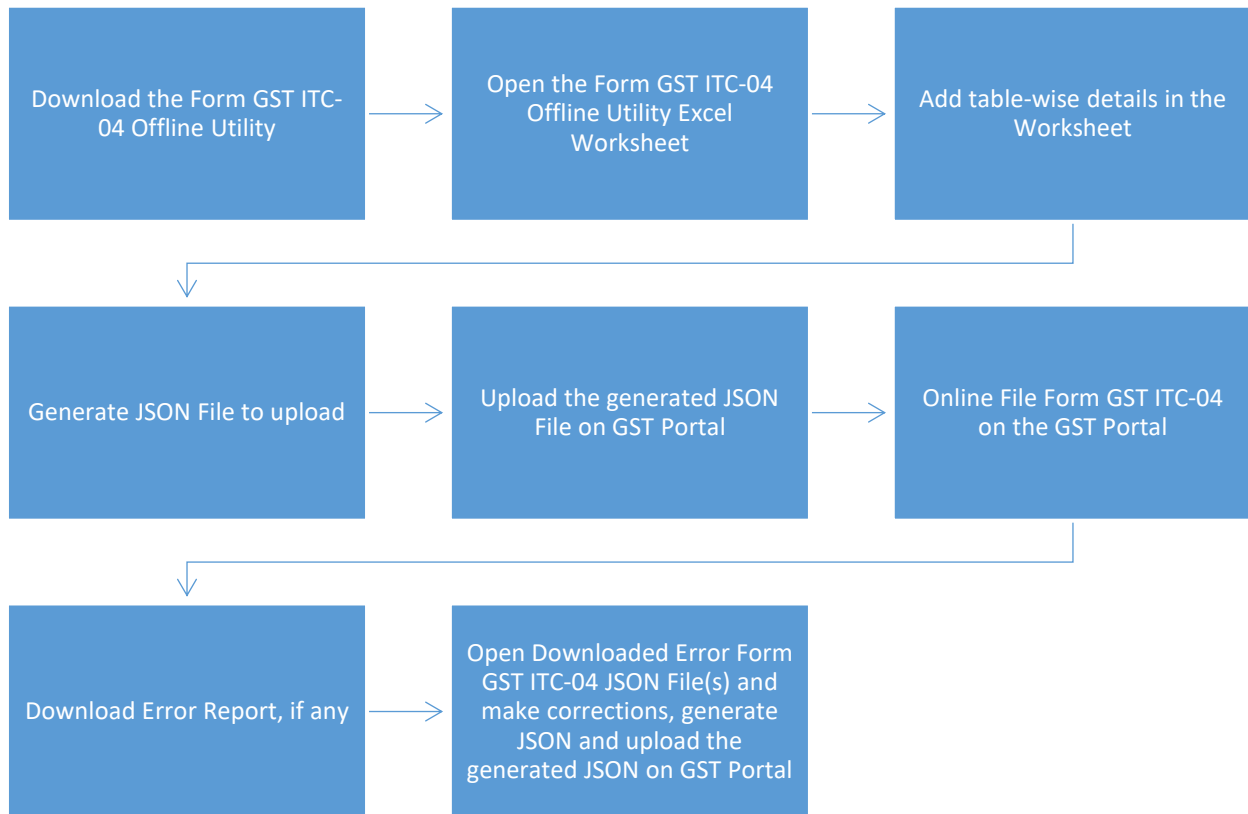 Download the Form GST ITC-
04 Offline Utility
Open the Form GST ITC-04
Offline Utility Excel
Worksheet
Add table-wise details in the
Worksheet
Generate JSON File to upload
Upload the generated JSON
File on GST Portal
Online File Form GST ITC-04
on the GST Portal
Download Error Report, if any
Open Downloaded Error Form
GST ITC-04 JSON File(s) and
make corrections, generate
JSON and upload the
generated JSON on GST Portal